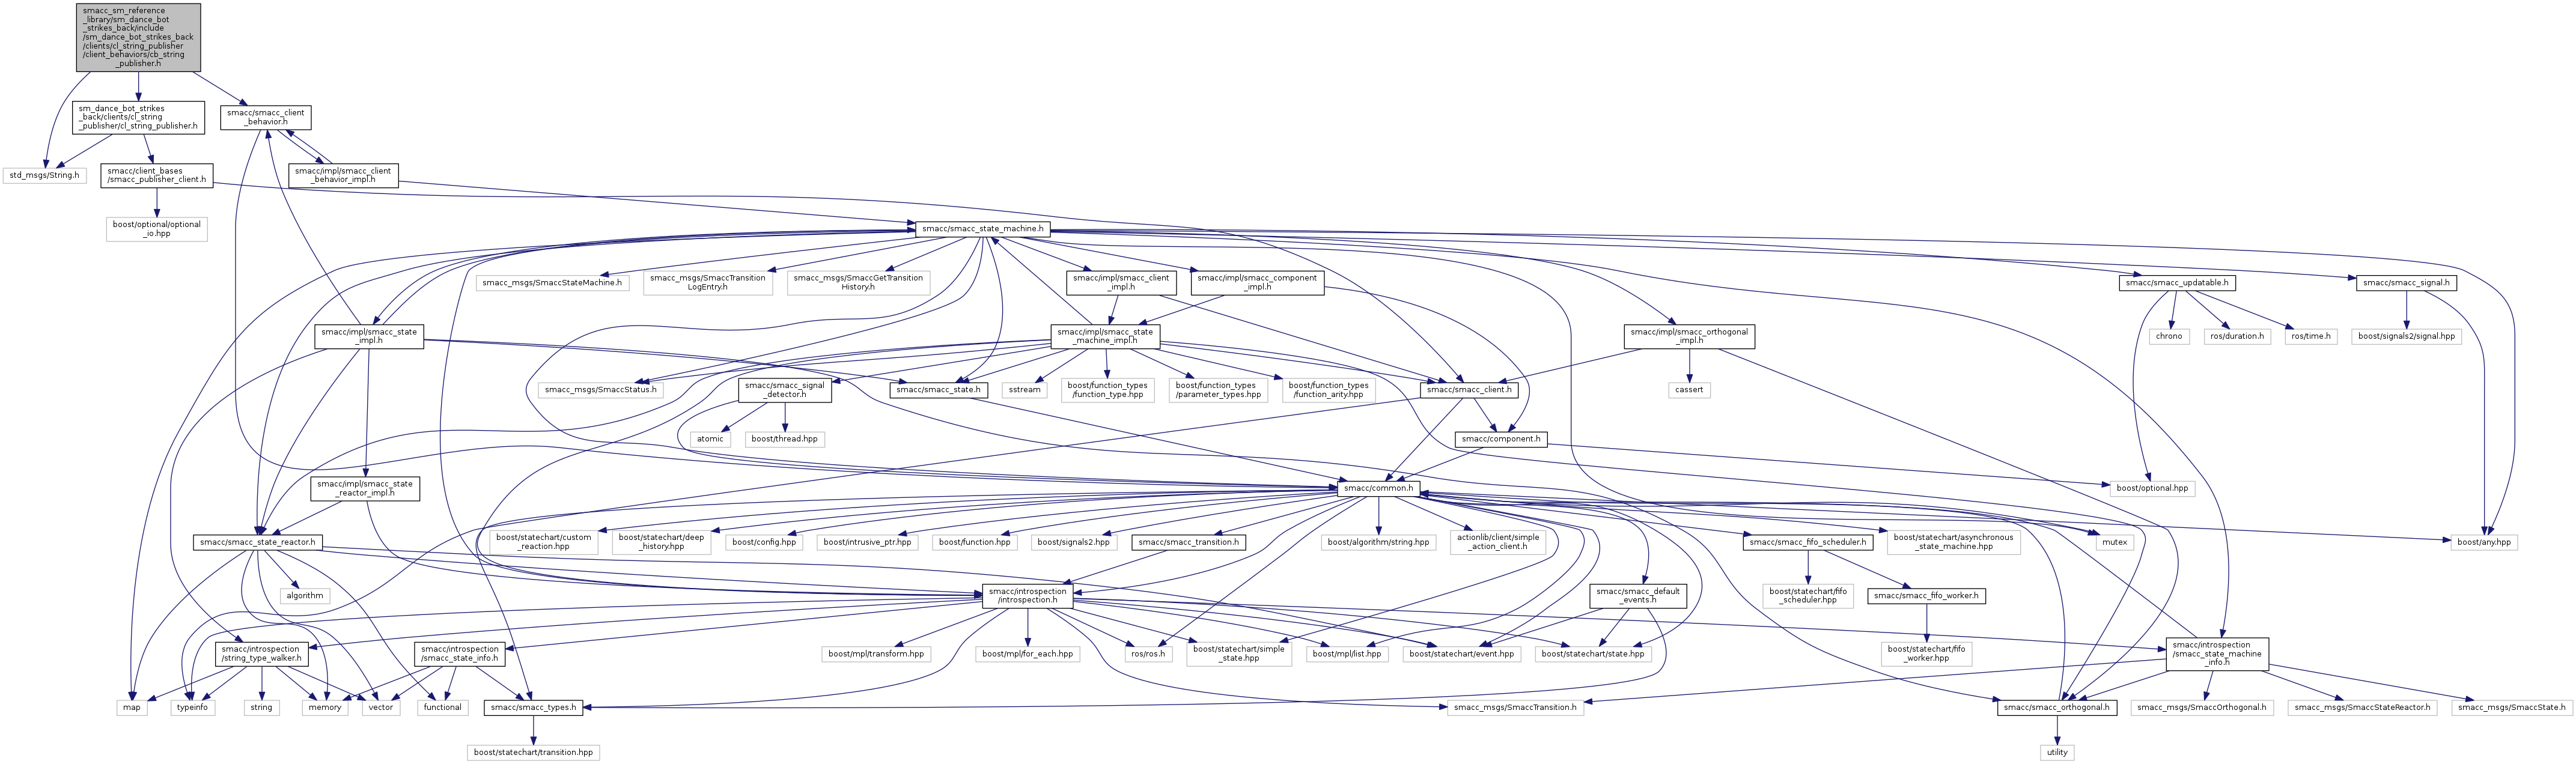 smacc_sm_reference
_library/sm_dance_bot
_strikes_back/include
/sm_dance_bot_strikes_back
/clients/cl_string_publisher
/client_behaviors/cb_string
_publisher.h
sm_dance_bot_strikes
_back/clients/cl_string
_publisher/cl_string_publisher.h
smacc/smacc_client
_behavior.h
std_msgs/String.h
smacc/client_bases
/smacc_publisher_client.h
smacc/impl/smacc_client
_behavior_impl.h
boost/optional/optional
_io.hpp
smacc/smacc_state_machine.h
smacc_msgs/SmaccStateMachine.h
smacc_msgs/SmaccTransition
LogEntry.h
smacc_msgs/SmaccGetTransition
History.h
smacc/impl/smacc_client
_impl.h
smacc/impl/smacc_component
_impl.h
smacc/smacc_updatable.h
smacc/smacc_signal.h
smacc/impl/smacc_state
_impl.h
smacc/impl/smacc_state
_machine_impl.h
smacc/impl/smacc_orthogonal
_impl.h
chrono
ros/duration.h
ros/time.h
boost/signals2/signal.hpp
smacc_msgs/SmaccStatus.h
smacc/smacc_signal
_detector.h
smacc/smacc_state.h
sstream
boost/function_types
/function_type.hpp
boost/function_types
/parameter_types.hpp
boost/function_types
/function_arity.hpp
smacc/smacc_client.h
cassert
atomic
boost/thread.hpp
smacc/component.h
smacc/impl/smacc_state
_reactor_impl.h
smacc/common.h
boost/optional.hpp
smacc/smacc_state_reactor.h
boost/statechart/custom
_reaction.hpp
boost/statechart/deep
_history.hpp
boost/config.hpp
boost/intrusive_ptr.hpp
boost/function.hpp
boost/signals2.hpp
smacc/smacc_transition.h
boost/algorithm/string.hpp
actionlib/client/simple
_action_client.h
smacc/smacc_fifo_scheduler.h
boost/statechart/asynchronous
_state_machine.hpp
mutex
boost/any.hpp
algorithm
smacc/introspection
/introspection.h
smacc/smacc_default
_events.h
boost/statechart/fifo
_scheduler.hpp
smacc/smacc_fifo_worker.h
smacc/introspection
/string_type_walker.h
smacc/introspection
/smacc_state_info.h
boost/mpl/transform.hpp
boost/mpl/for_each.hpp
ros/ros.h
boost/statechart/simple
_state.hpp
boost/mpl/list.hpp
boost/statechart/event.hpp
boost/statechart/state.hpp
boost/statechart/fifo
_worker.hpp
smacc/introspection
/smacc_state_machine
_info.h
map
typeinfo
string
memory
vector
functional
smacc/smacc_types.h
smacc_msgs/SmaccTransition.h
smacc/smacc_orthogonal.h
smacc_msgs/SmaccOrthogonal.h
smacc_msgs/SmaccStateReactor.h
smacc_msgs/SmaccState.h
boost/statechart/transition.hpp
utility